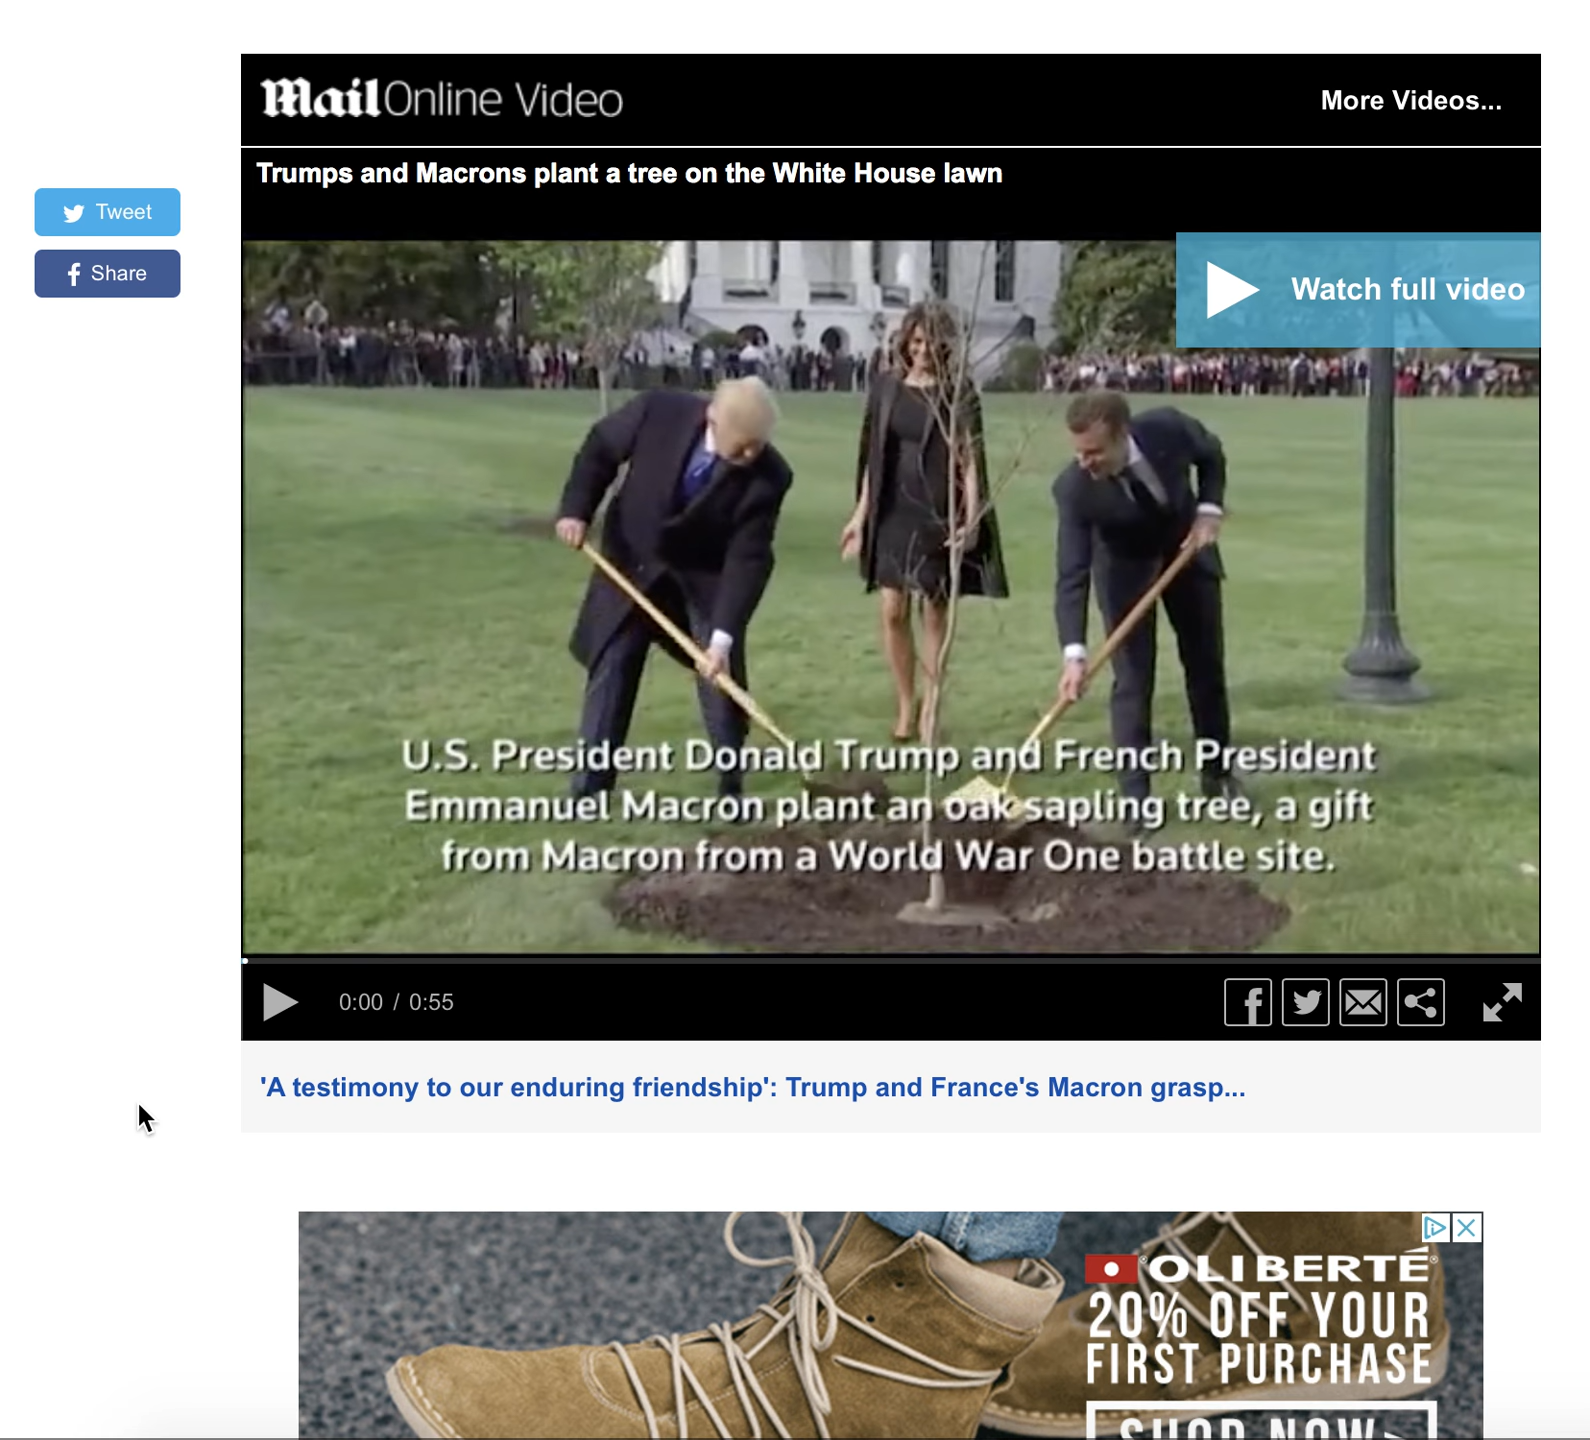 MailOnline Video
More Videos...
Trumps and Macrons plant a tree on the White House lawn
Tweet
Share
Watch full video
U.S. President Donald Trump and French President
Emmanuel Macron plant an oak sapling tree, a gift
from Macron from a World War One battle site.
0:00 / 0:55
'A testimony to our enduring friendship': Trump and France's Macron grasp...
OLIBERTÉ
20% OFF YOUR
FIRST PURCHASE
SHOP NOW>